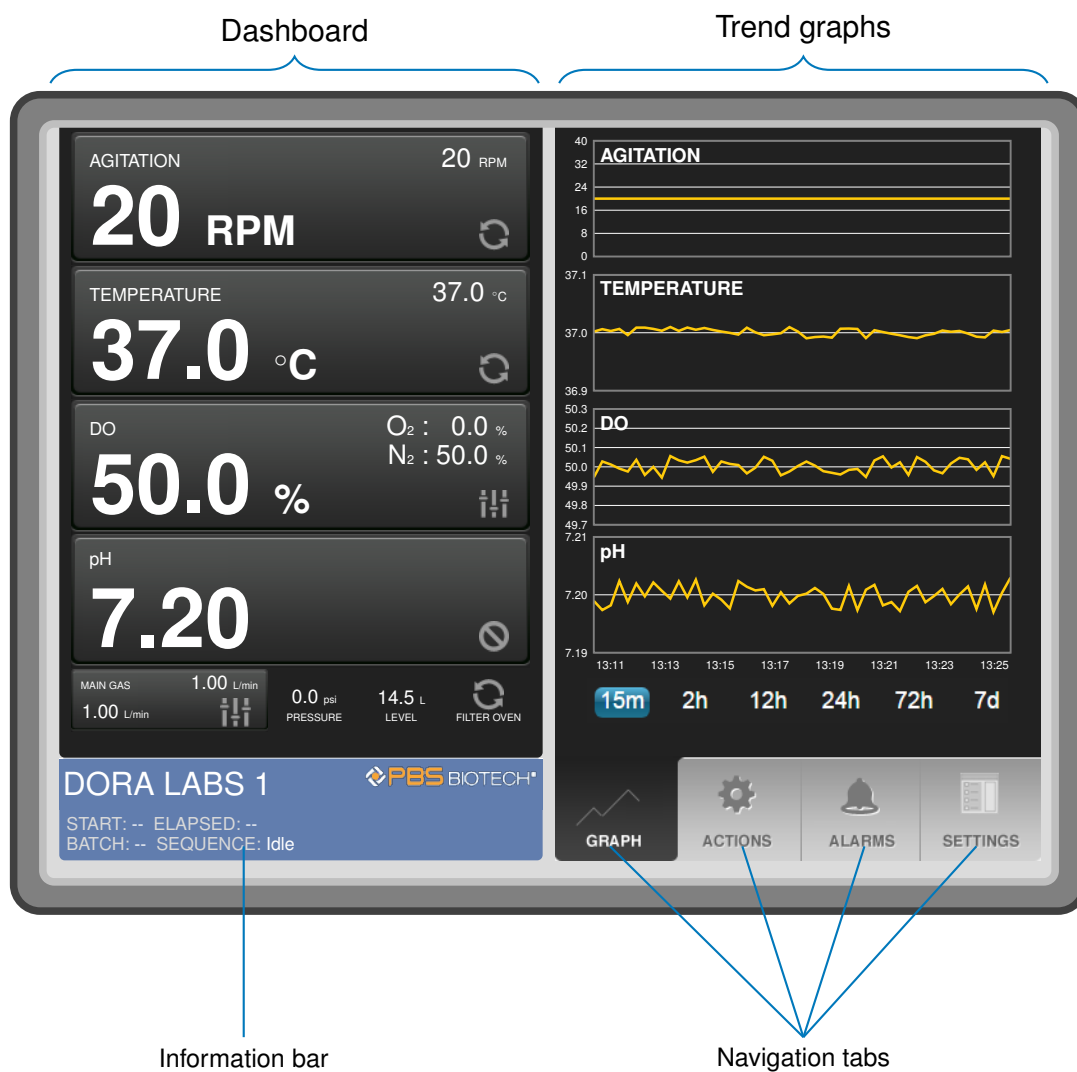 Dashboard
Trend graphs
AGITATION 20 RPM
20 RPM
TEMPERATURE 37.0 °C
37.0 °C
DO O₂ : 0.0 %
N₂ : 50.0 %
50.0 %
pH
7.20
MAIN GAS 1.00 L/min
1.00 L/min
0.0 psi
PRESSURE
14.5 L
LEVEL
FILTER OVEN
DORA LABS 1
PBS BIOTECH
START: -- ELAPSED: --
BATCH: -- SEQUENCE: Idle
AGITATION
40
32
24
16
8
0
TEMPERATURE
37.1
37.0
36.9
DO
50.3
50.2
50.1
50.0
49.9
49.8
49.7
pH
7.21
7.20
7.19
13:11 13:13 13:15 13:17 13:19 13:21 13:23 13:25
15m 2h 12h 24h 72h 7d
GRAPH ACTIONS ALARMS SETTINGS
Information bar
Navigation tabs